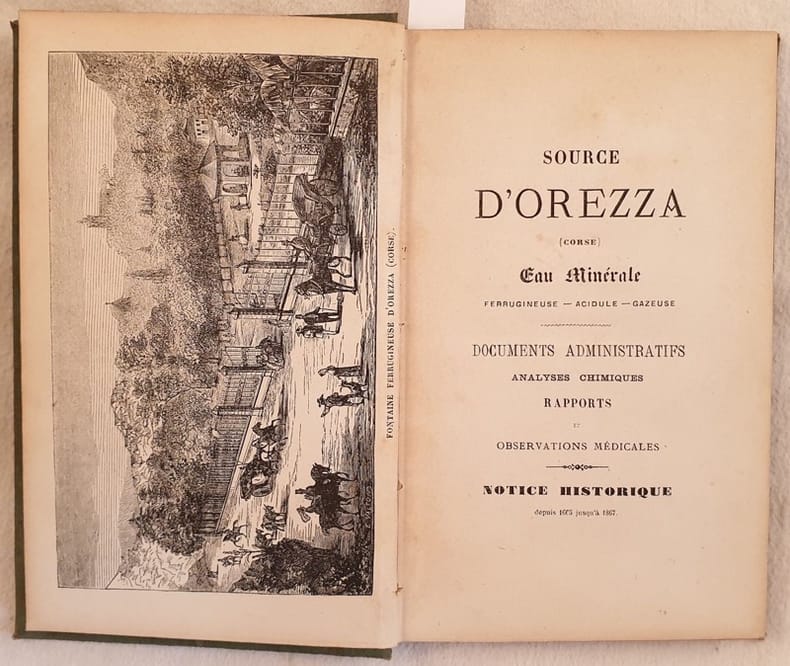 FONTAINE FERRUGINEUSE D'OREZZA (CORSE).
SOURCE
D'OREZZA
(CORSE)
Eau Minérale
FERRUGINEUSE — ACIDULE — GAZEUSE
DOCUMENTS ADMINISTRATIFS
ANALYSES CHIMIQUES
RAPPORTS
ET
OBSERVATIONS MÉDICALES
NOTICE HISTORIQUE
depuis jusqu'à 1867.